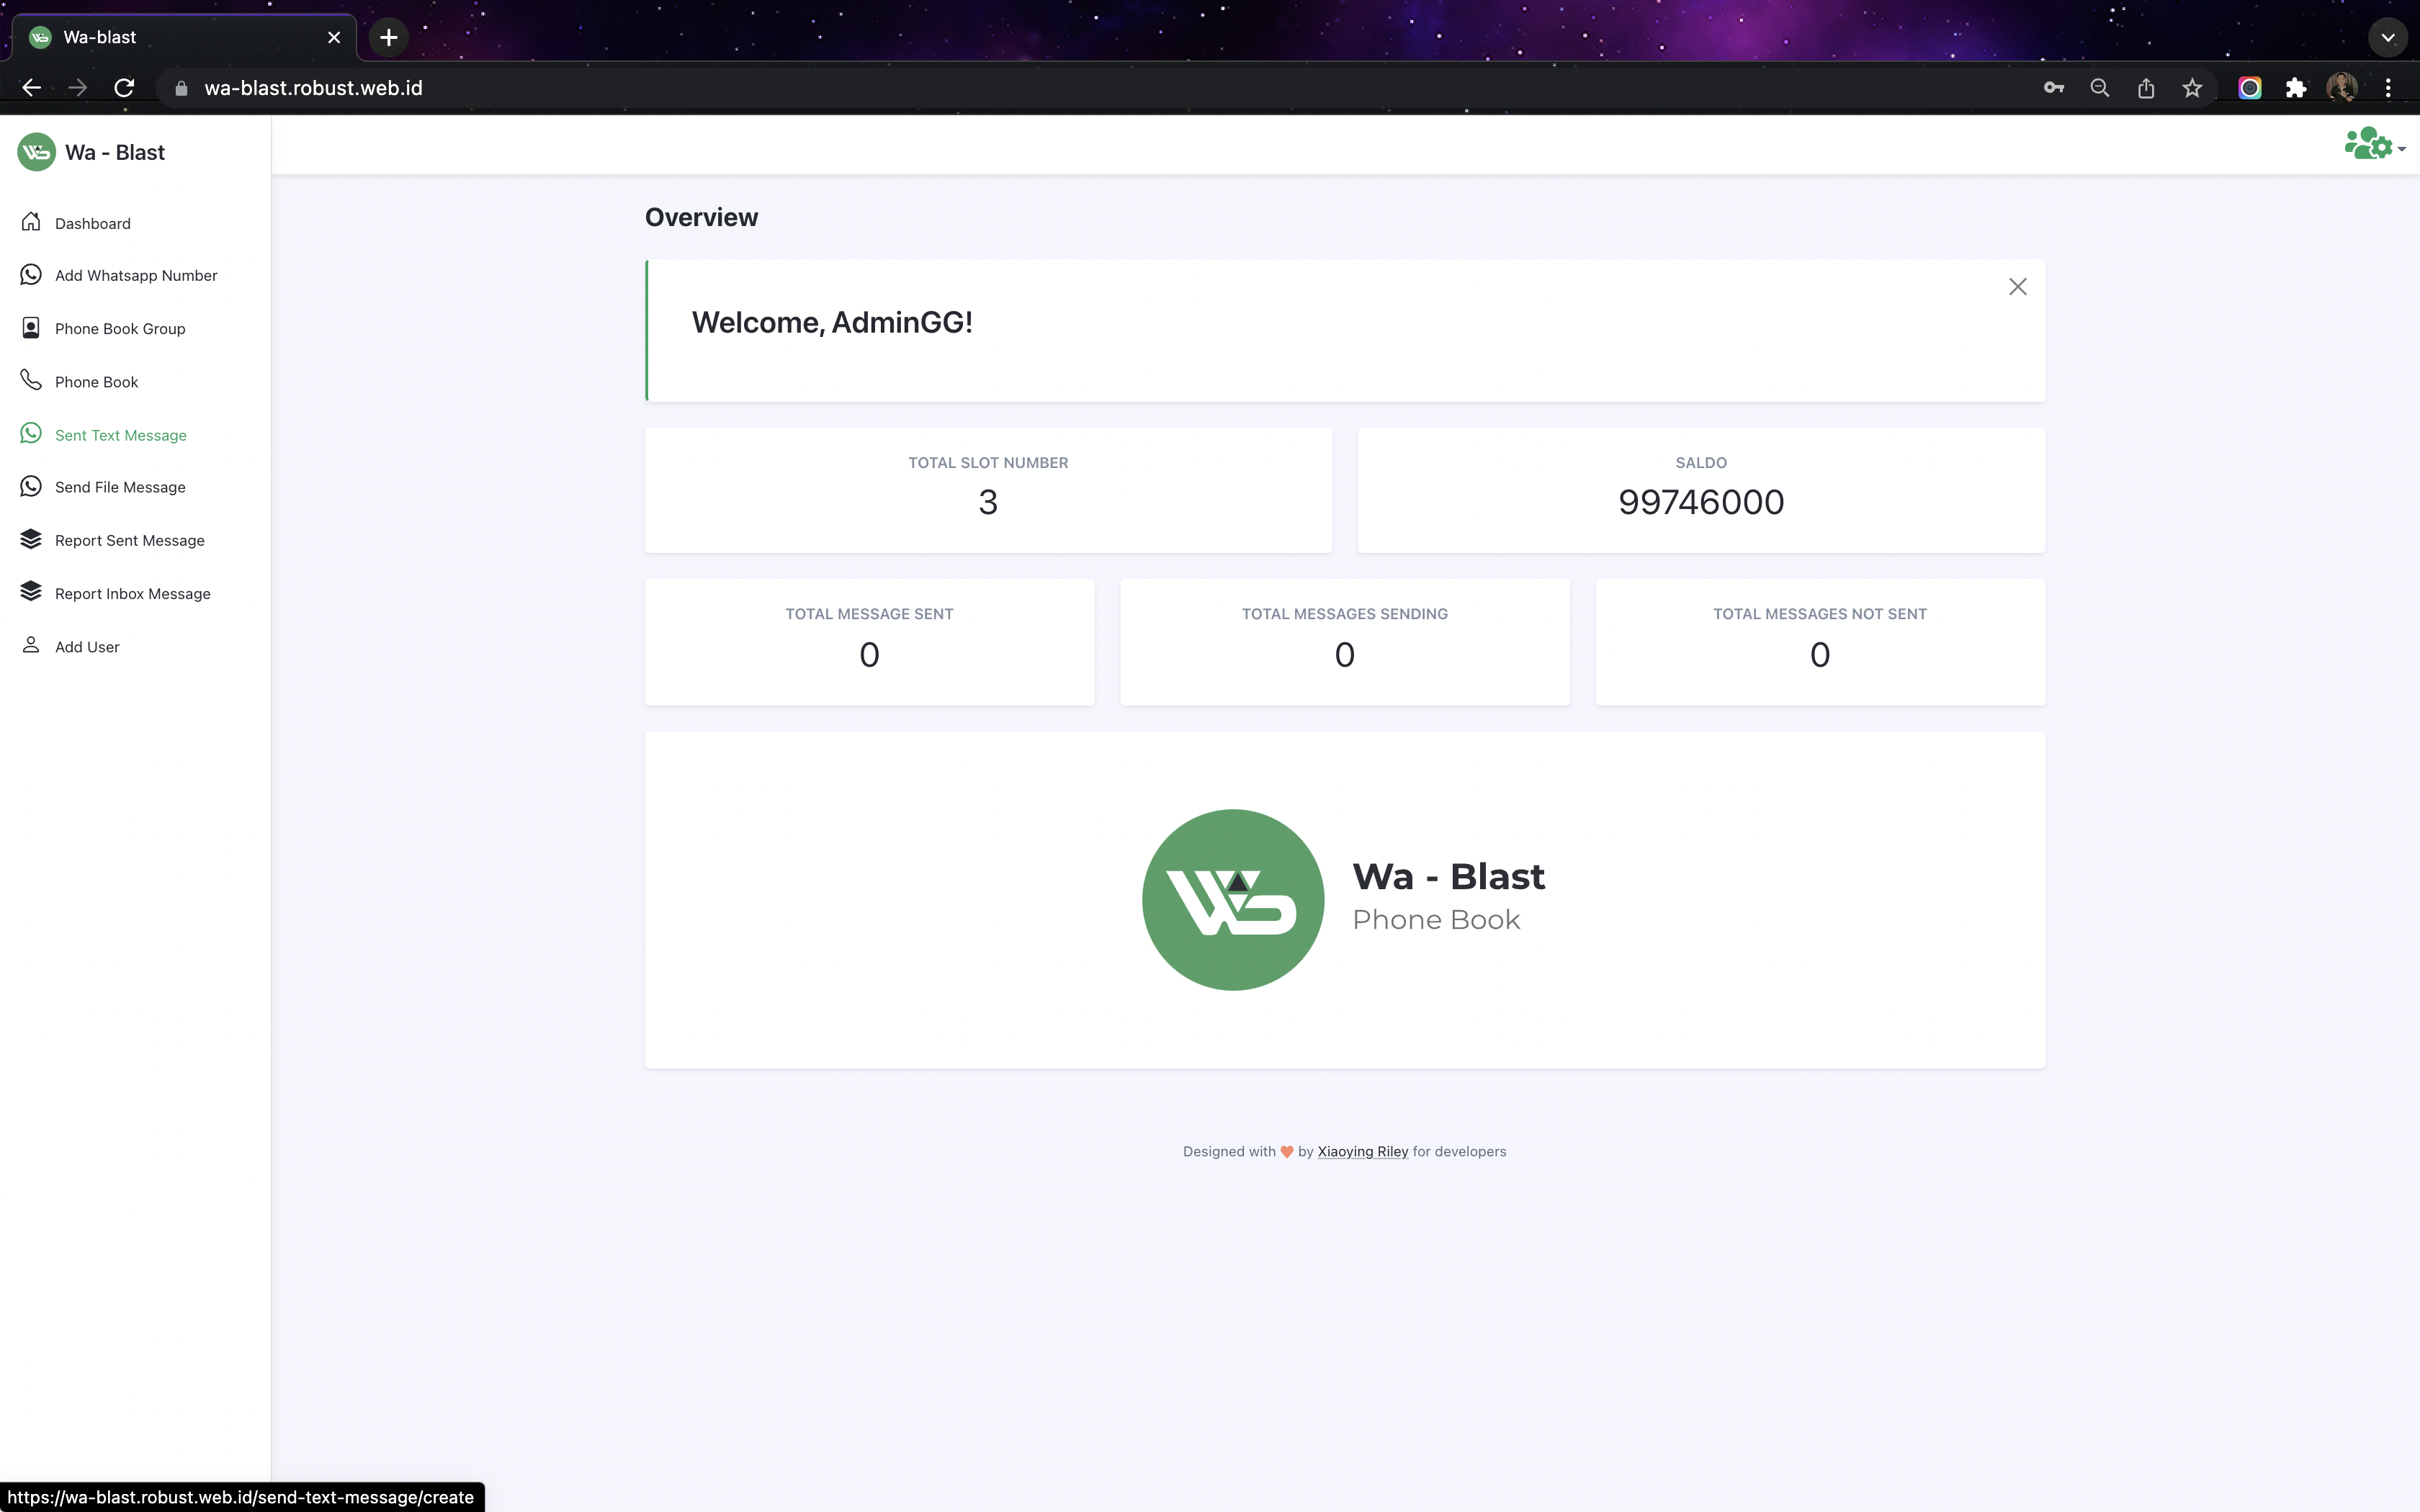 Wa-blast
wa-blast.robust.web.id
Wa - Blast
Dashboard
Add Whatsapp Number
Phone Book Group
Phone Book
Sent Text Message
Send File Message
Report Sent Message
Report Inbox Message
Add User
Overview
Welcome, AdminGG!
TOTAL SLOT NUMBER
3
SALDO
99746000
TOTAL MESSAGE SENT
0
TOTAL MESSAGES SENDING
0
TOTAL MESSAGES NOT SENT
0
Wa - Blast
Phone Book
Designed with ❤ by Xiaoying Riley for developers
https://wa-blast.robust.web.id/send-text-message/create